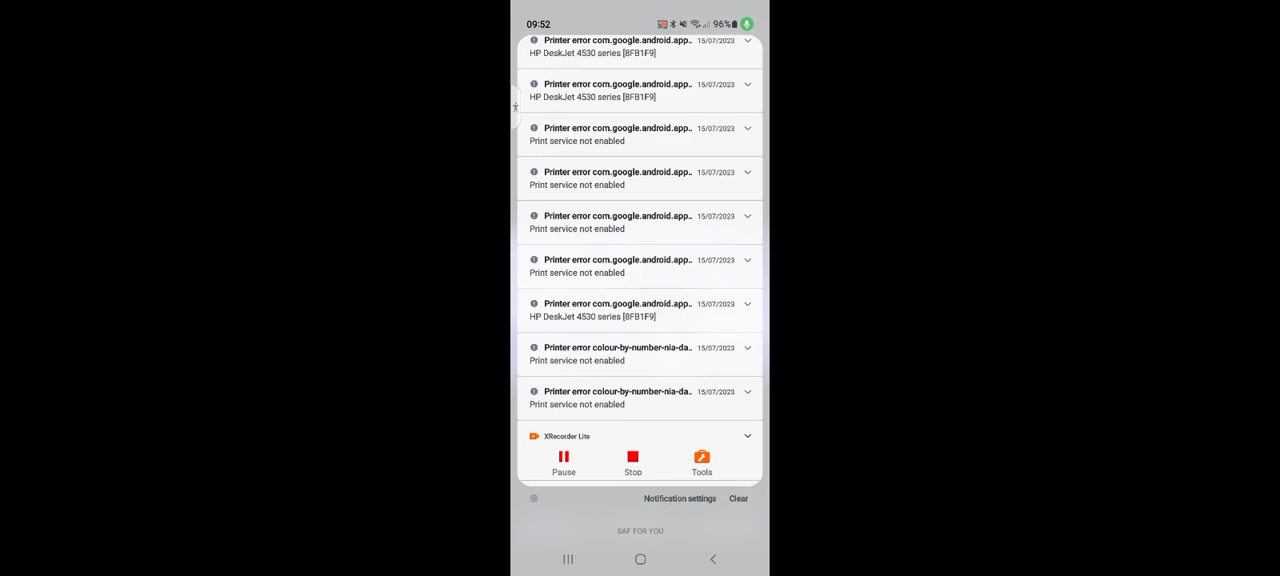 09:52 96%
Printer error com.google.android.app.. 15/07/2023
HP DeskJet 4530 series [8FB1F9]
Printer error com.google.android.app.. 15/07/2023
HP DeskJet 4530 series [8FB1F9]
Printer error com.google.android.app.. 15/07/2023
Print service not enabled
Printer error com.google.android.app.. 15/07/2023
Print service not enabled
Printer error com.google.android.app.. 15/07/2023
Print service not enabled
Printer error com.google.android.app.. 15/07/2023
Print service not enabled
Printer error com.google.android.app.. 15/07/2023
HP DeskJet 4530 series [8FB1F9]
Printer error colour-by-number-nia-da.. 15/07/2023
Print service not enabled
Printer error colour-by-number-nia-da.. 15/07/2023
Print service not enabled
XRecorder Lite
Pause Stop Tools
Notification settings Clear
SAF FOR YOU